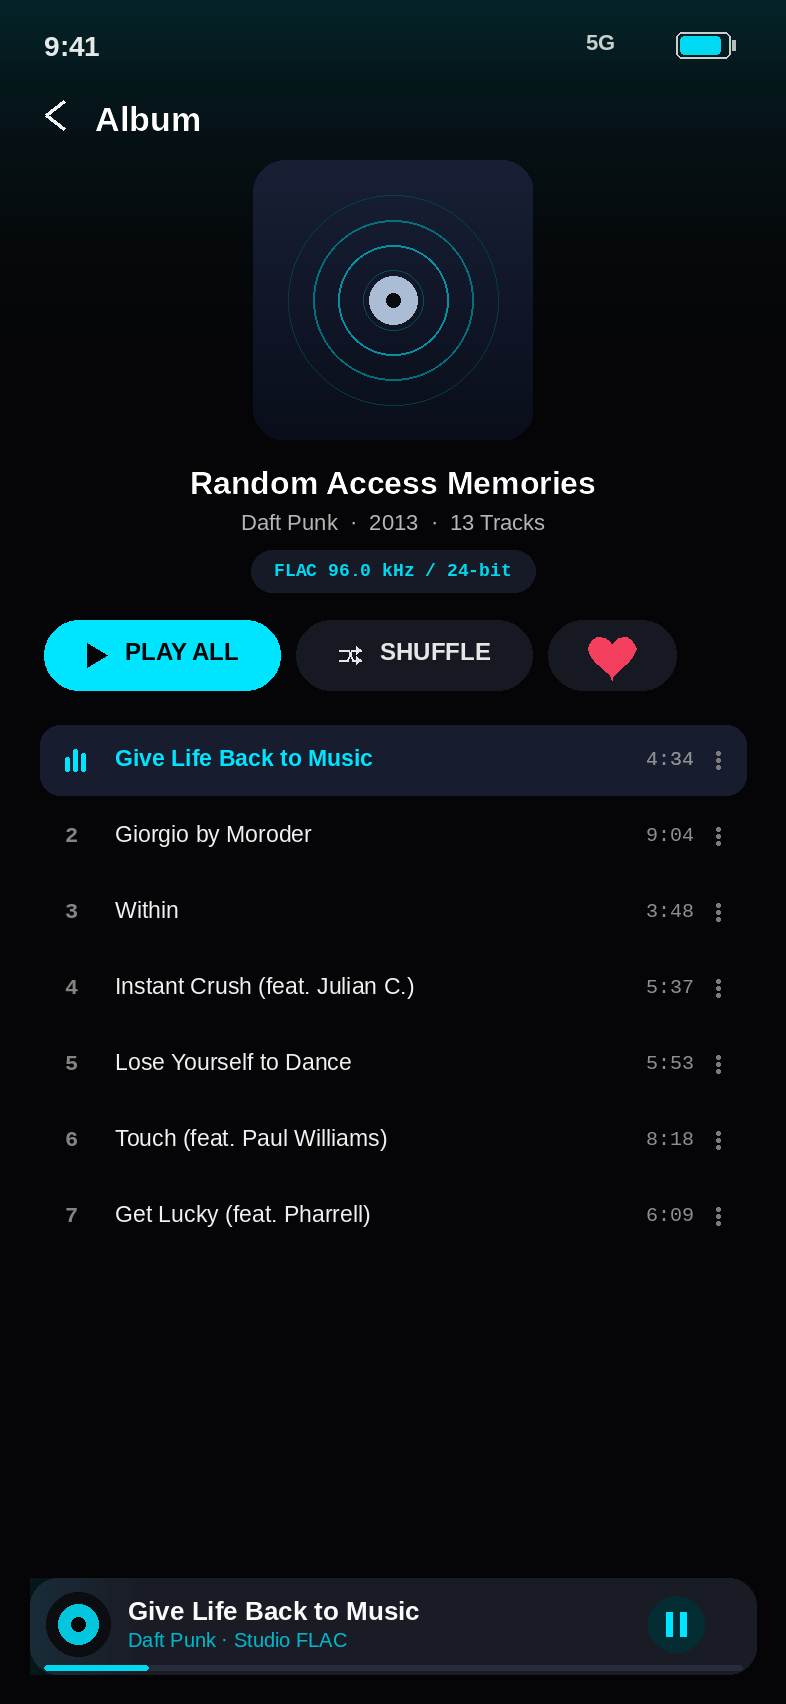 9:41 5G
Album
Random Access Memories
Daft Punk · 2013 · 13 Tracks
FLAC 96.0 kHz / 24-bit
PLAY ALL SHUFFLE
Give Life Back to Music 4:34
2 Giorgio by Moroder 9:04
3 Within 3:48
4 Instant Crush (feat. Julian C.) 5:37
5 Lose Yourself to Dance 5:53
6 Touch (feat. Paul Williams) 8:18
7 Get Lucky (feat. Pharrell) 6:09
Give Life Back to Music
Daft Punk · Studio FLAC